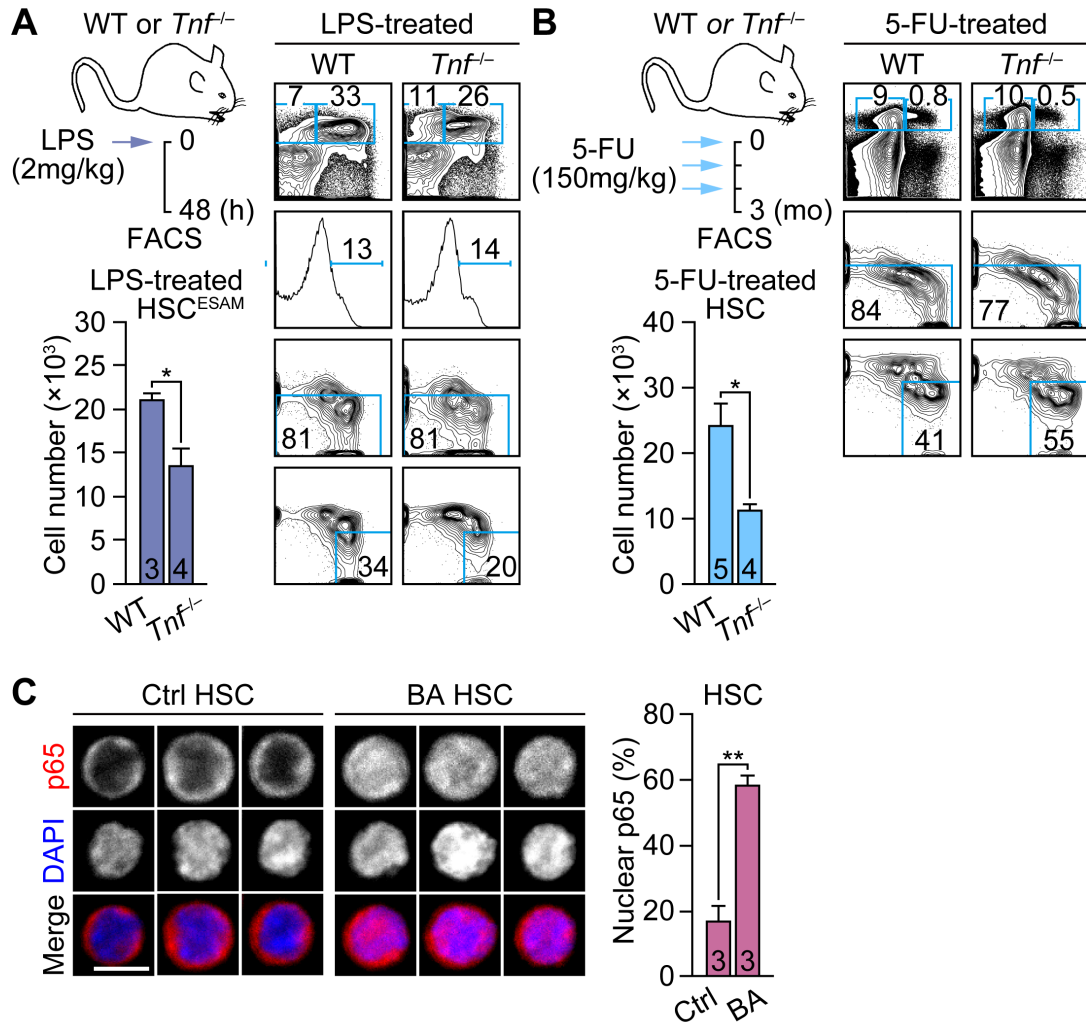 A
WT or Tnf–/–
LPS-treated
WT
Tnf–/–
7
33
11
26
LPS
(2mg/kg)
0
48 (h)
FACS
13
14
81
81
34
20
LPS-treated
HSCESAM
Cell number (×10³)
30
25
20
15
10
5
0
*
3
4
WT
Tnf–/–
B
WT or Tnf–/–
5-FU-treated
WT
Tnf–/–
9
0.8
10
0.5
5-FU
(150mg/kg)
0
3 (mo)
FACS
84
77
41
55
5-FU-treated
HSC
Cell number (×10³)
40
30
20
10
0
*
5
4
WT
Tnf–/–
C
Ctrl HSC
BA HSC
p65
DAPI
Merge
HSC
Nuclear p65 (%)
80
60
40
20
0
**
3
3
Ctrl
BA